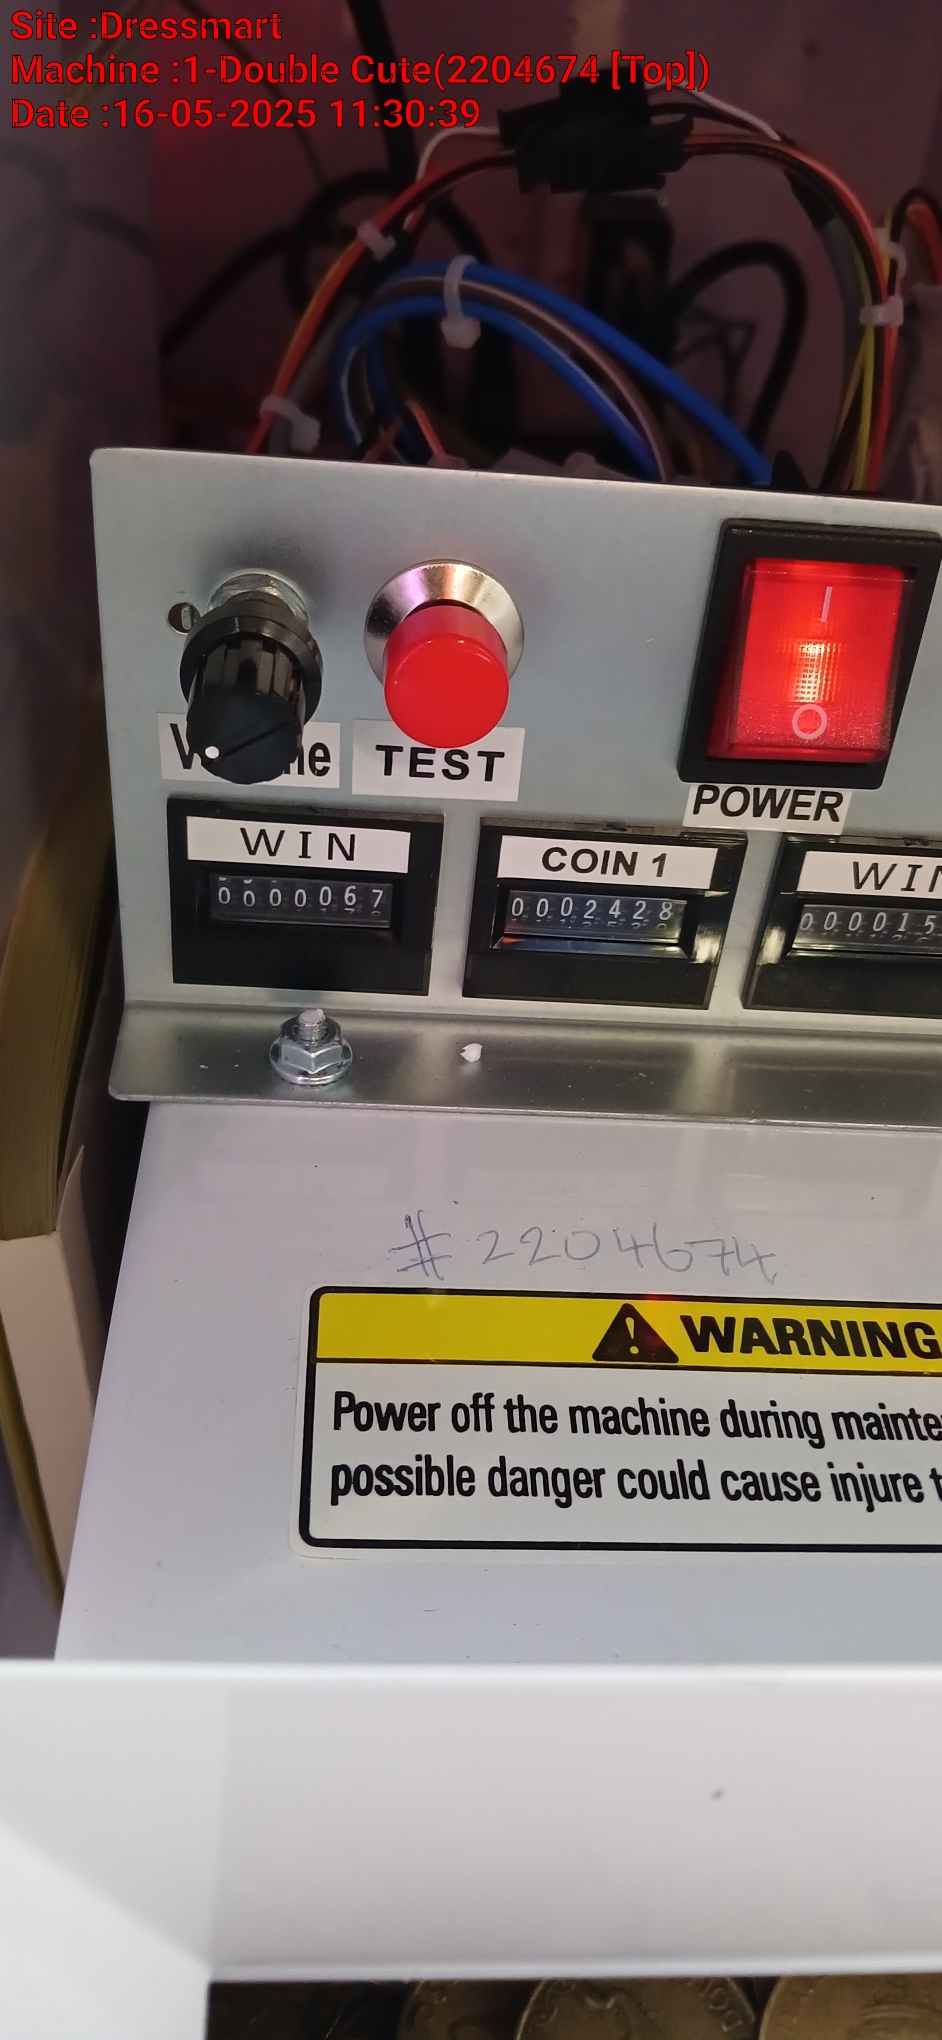 Site :Dressmart
Machine :1-Double Cute(2204674 [Top])
Date :16-05-2025 11:30:39
TEST
POWER
WIN
0000067
COIN 1
0002428
#2204674
WARNING
Power off the machine during
possible danger could cause injure